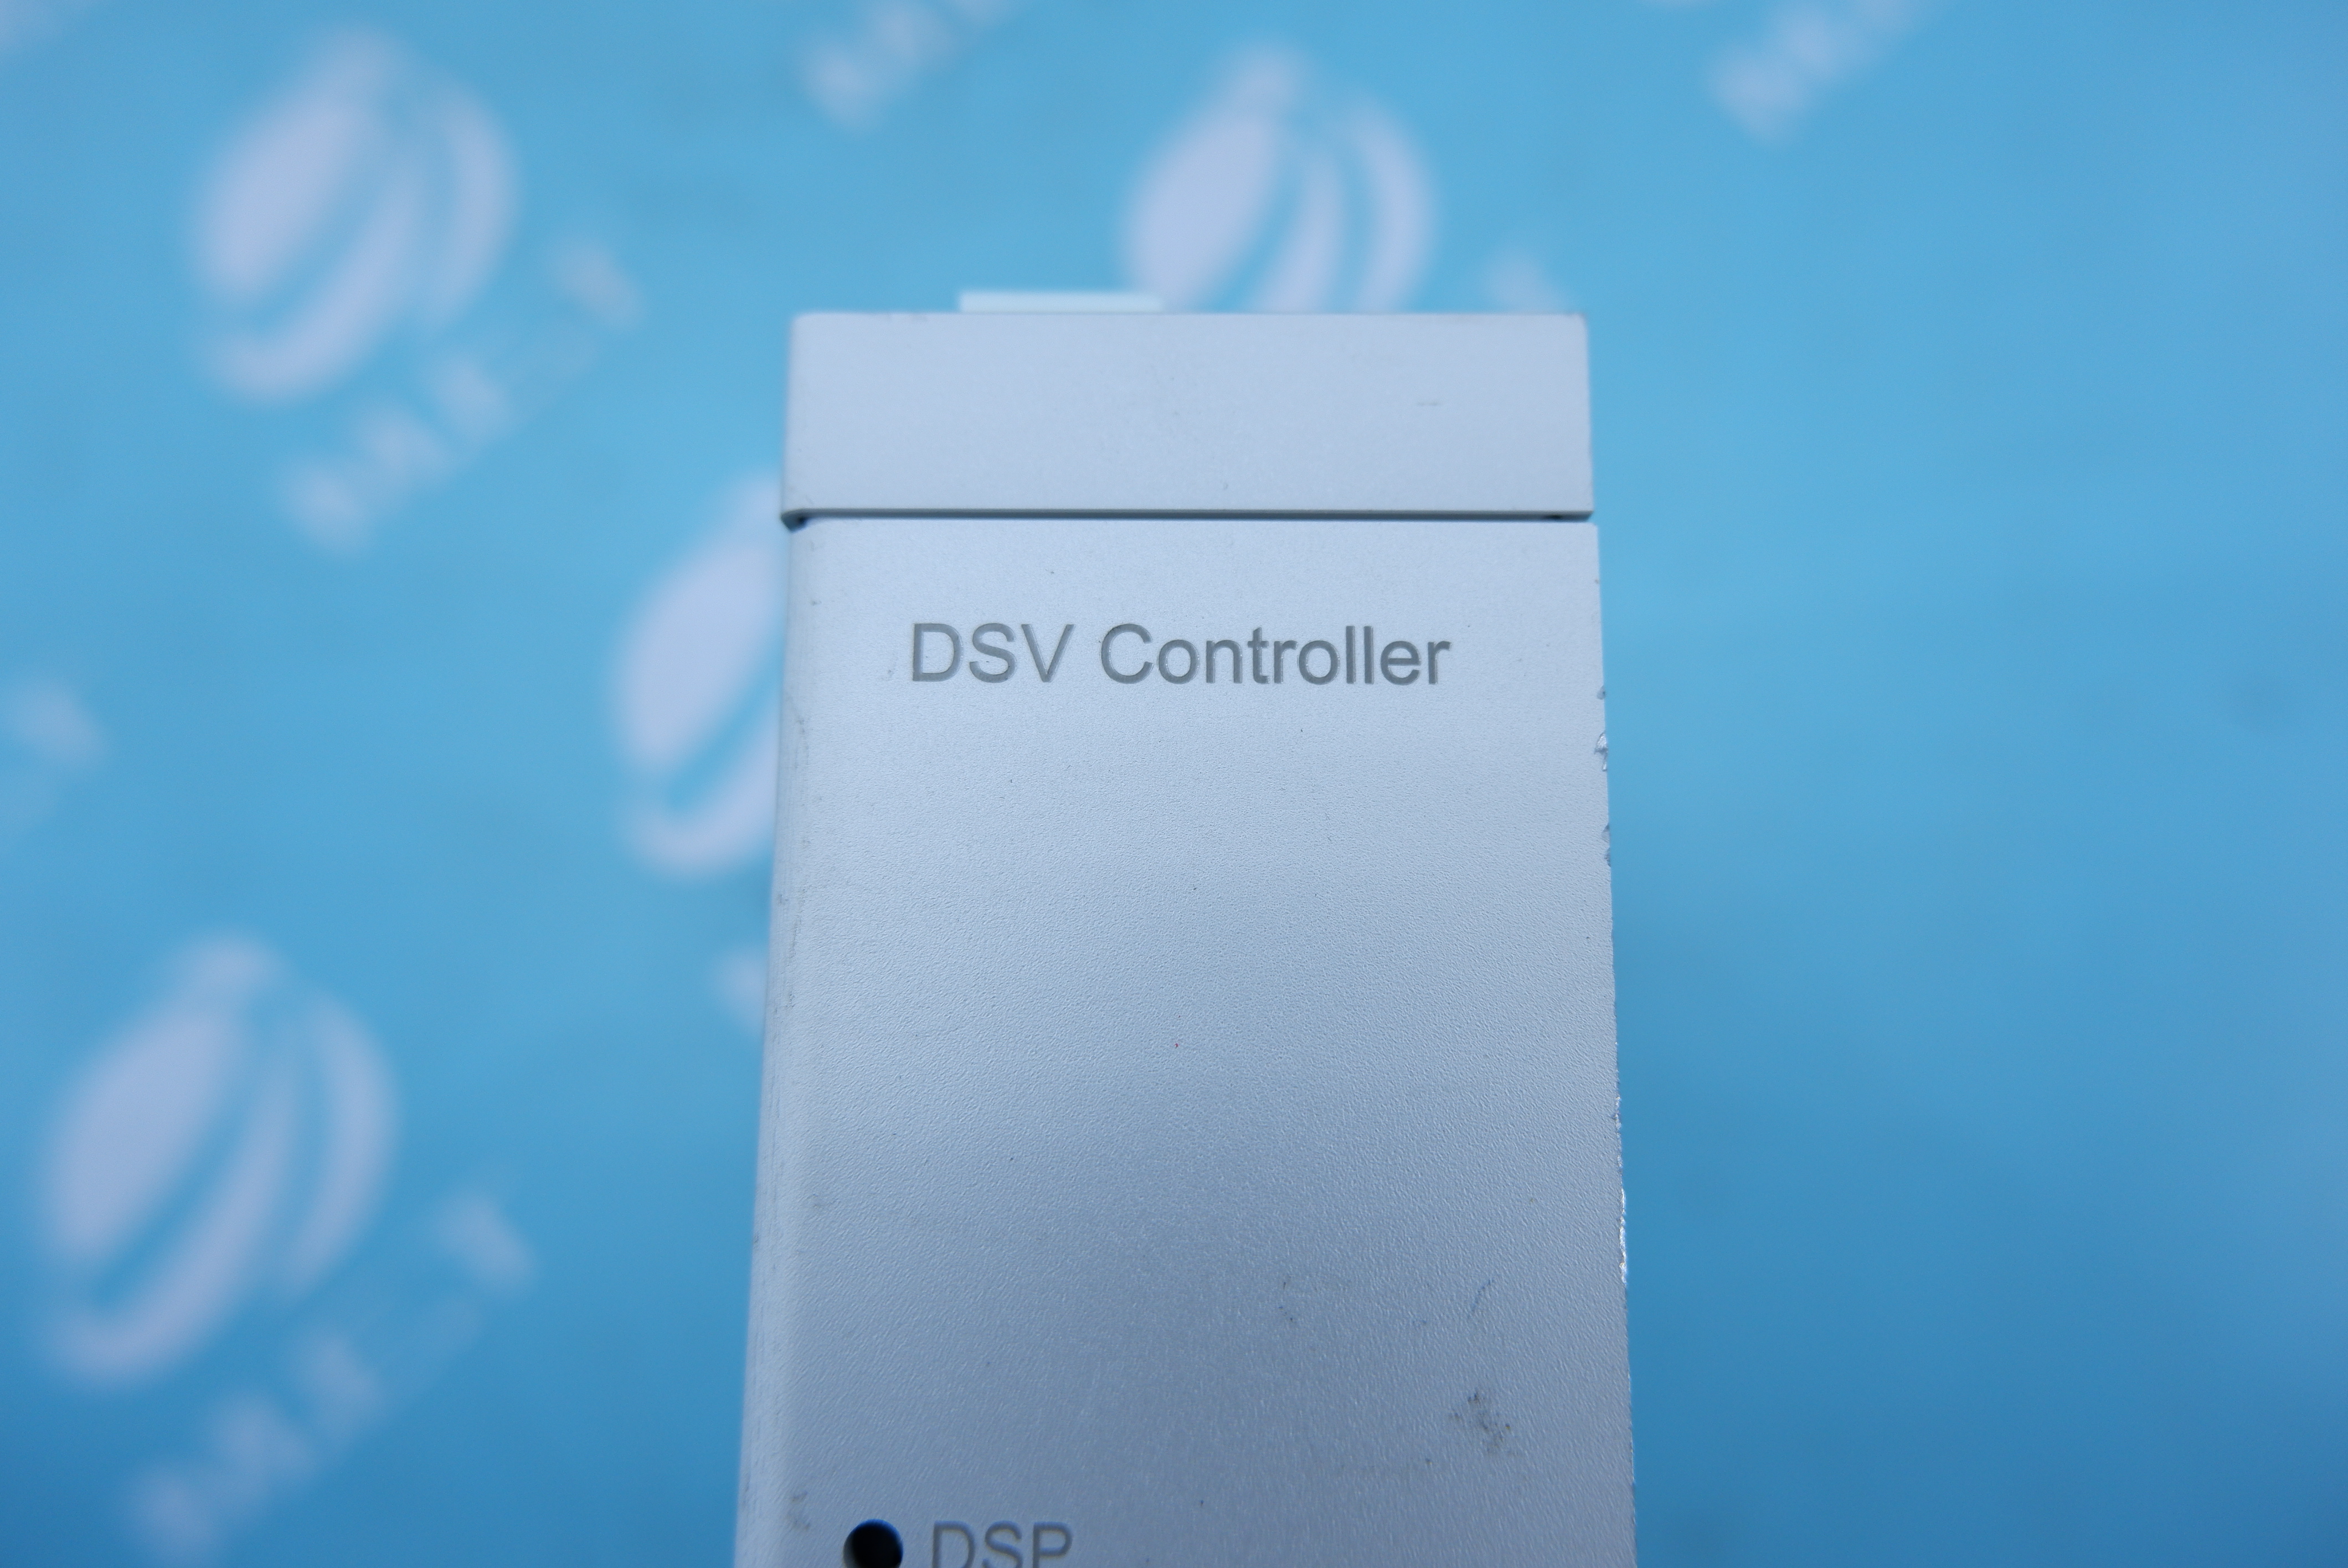 DSV Controller
DSP